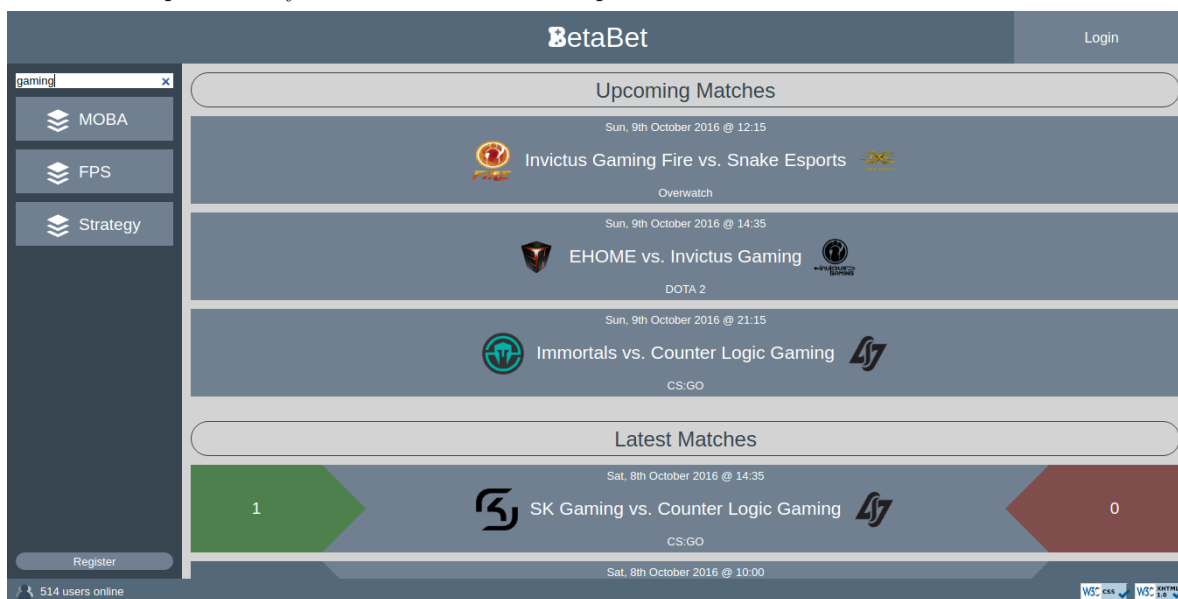 BetaBet
Login
gaming
MOBA
FPS
Strategy
Register
Upcoming Matches
Sun, 9th October 2016 @ 12:15
Invictus Gaming Fire vs. Snake Esports
Overwatch
Sun, 9th October 2016 @ 14:35
EHOME vs. Invictus Gaming
DOTA 2
Sun, 9th October 2016 @ 21:15
Immortals vs. Counter Logic Gaming
CS:GO
Latest Matches
Sat, 8th October 2016 @ 14:35
1
SK Gaming vs. Counter Logic Gaming
0
CS:GO
Sat, 8th October 2016 @ 10:00
514 users online
W3C css
W3C XHTML 1.0